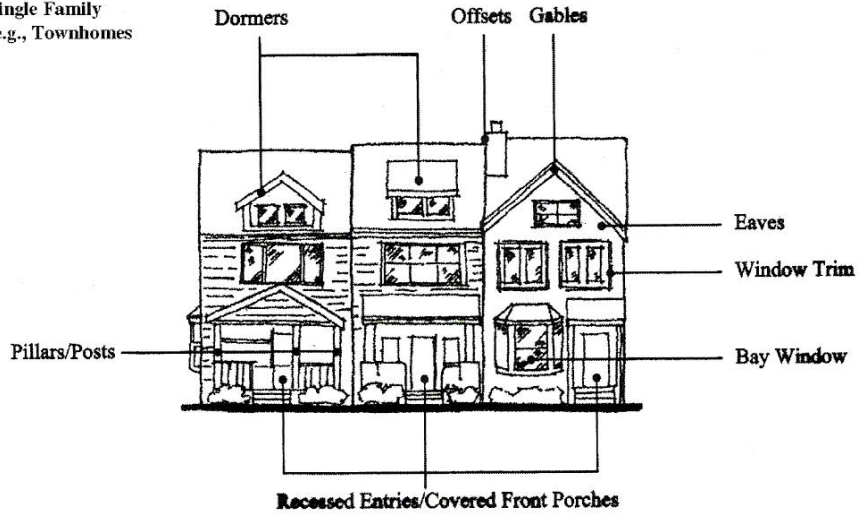 ingle Family
e.g., Townhomes
Dormers
Offsets Gables
Eaves
Window Trim
Pillars/Posts
Bay Window
Recessed Entries/Covered Front Porches